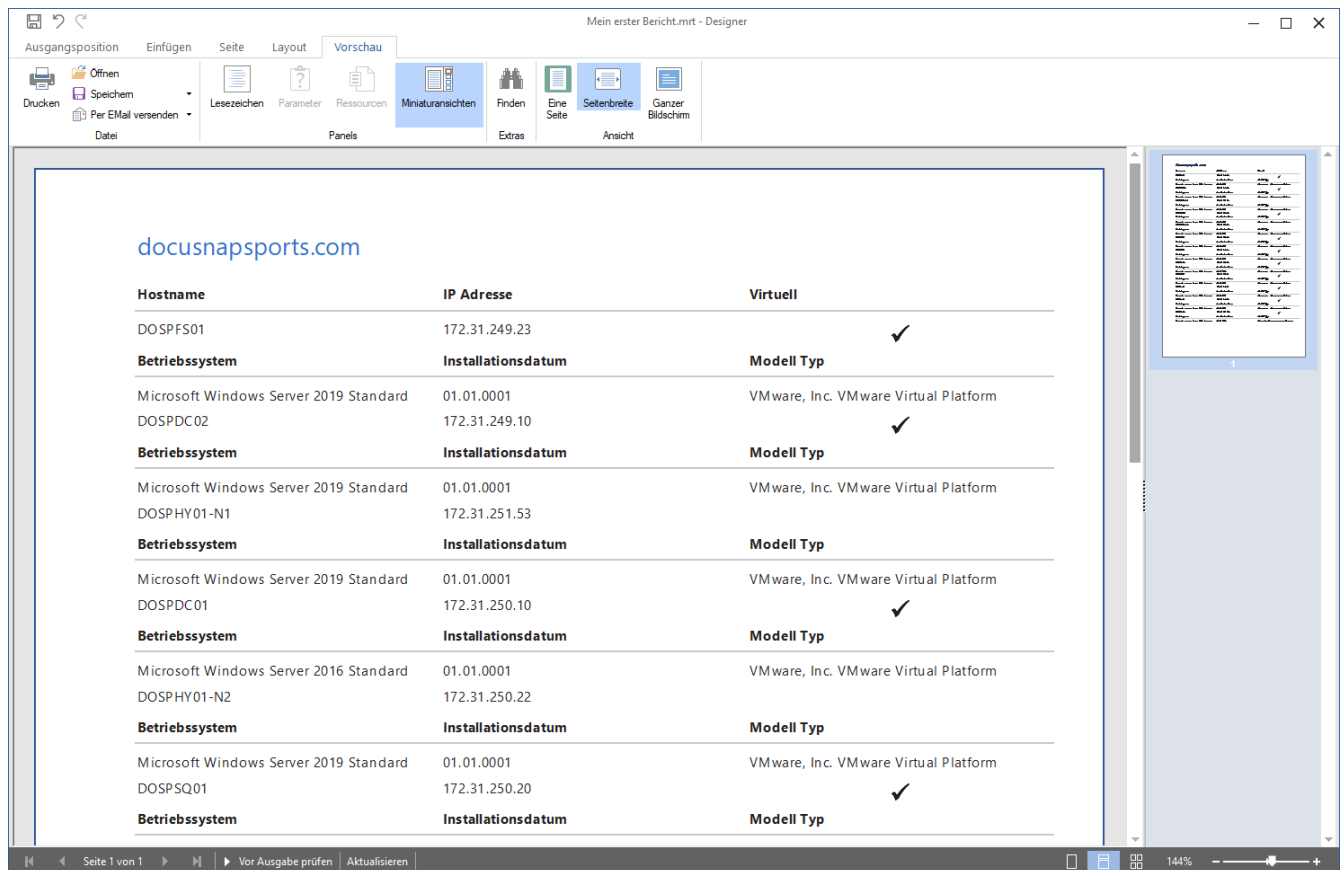 Mein erster Bericht.mrt - Designer
Ausgangsposition Einfügen Seite Layout Vorschau
Drucken
Öffnen
Speichern
Per EMail versenden
Datei
Lesezeichen Parameter Ressourcen Miniaturansichten
Panels
Finden
Extras
Eine Seite
Seitenbreite
Ganzer Bildschirm
Ansicht
docusnapsports.com
Hostname IP Adresse Virtuell
DOSPFS01 172.31.249.23 ✓
Betriebssystem Installationsdatum Modell Typ
Microsoft Windows Server 2019 Standard 01.01.0001 VMware, Inc. VMware Virtual Platform
DOSPDC02 172.31.249.10 ✓
Betriebssystem Installationsdatum Modell Typ
Microsoft Windows Server 2019 Standard 01.01.0001 VMware, Inc. VMware Virtual Platform
DOSPHY01-N1 172.31.251.53
Betriebssystem Installationsdatum Modell Typ
Microsoft Windows Server 2019 Standard 01.01.0001 VMware, Inc. VMware Virtual Platform
DOSPDC01 172.31.250.10 ✓
Betriebssystem Installationsdatum Modell Typ
Microsoft Windows Server 2016 Standard 01.01.0001 VMware, Inc. VMware Virtual Platform
DOSPHY01-N2 172.31.250.22
Betriebssystem Installationsdatum Modell Typ
Microsoft Windows Server 2019 Standard 01.01.0001 VMware, Inc. VMware Virtual Platform
DOSPSQ01 172.31.250.20 ✓
Betriebssystem Installationsdatum Modell Typ
1
Seite 1 von 1 Vor Ausgabe prüfen Aktualisieren 144%